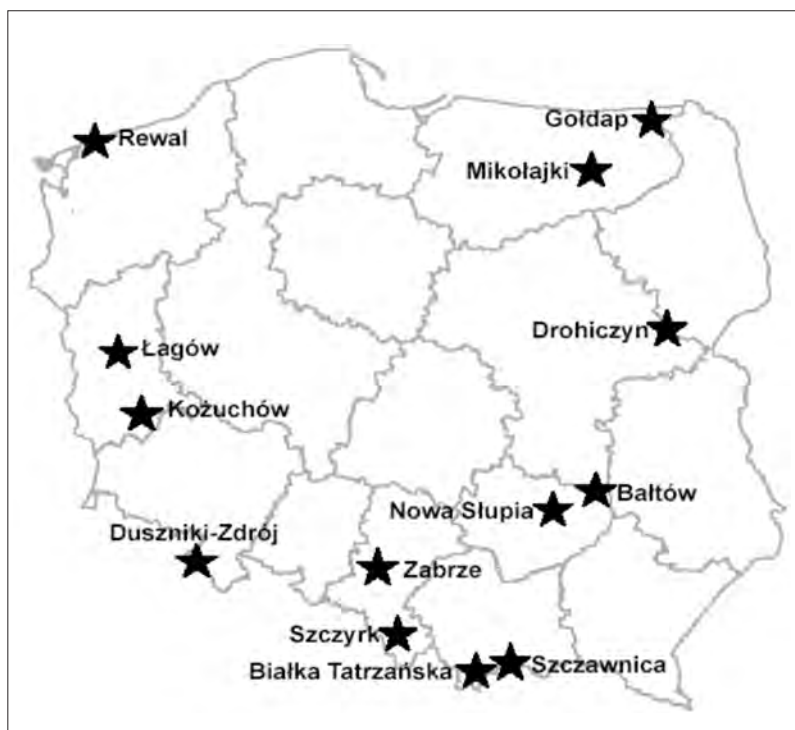 Gołdap
Rewal
Mikołajki
Drohiczyn
Łagów
Kożuchów
Bałtów
Nowa Słupia
Duszniki-Zdrój
Zabrze
Szczyrk
Szczawnica
Białka Tatrzańska